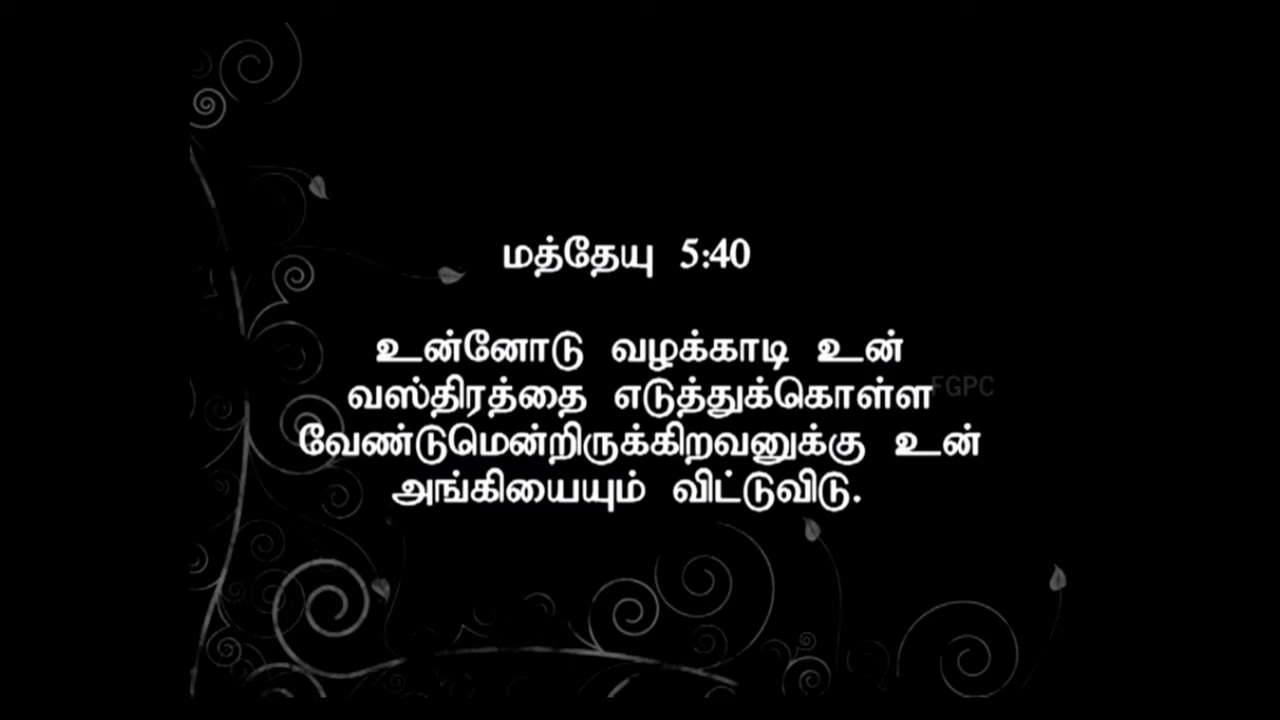 மத்தேயு 5:40
உன்னோடு வழக்காடி உன்
வஸ்திரத்தை எடுத்துக்கொள்ள
FGPC
வேண்டுமென்றிருக்கிறவனுக்கு உன்
அங்கியையும் விட்டுவிடு.